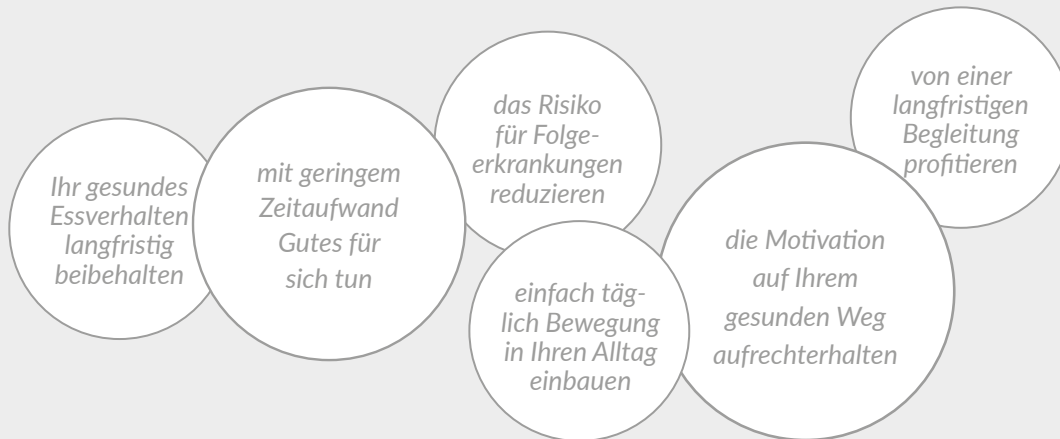 Ihr gesundes
Essverhalten
langfristig
beibehalten
mit geringem
Zeitaufwand
Gutes für
sich tun
das Risiko
für Folge-
erkrankungen
reduzieren
einfach täg-
lich Bewegung
in Ihren Alltag
einbauen
die Motivation
auf Ihrem
gesunden Weg
aufrechterhalten
von einer
langfristigen
Begleitung
profitieren